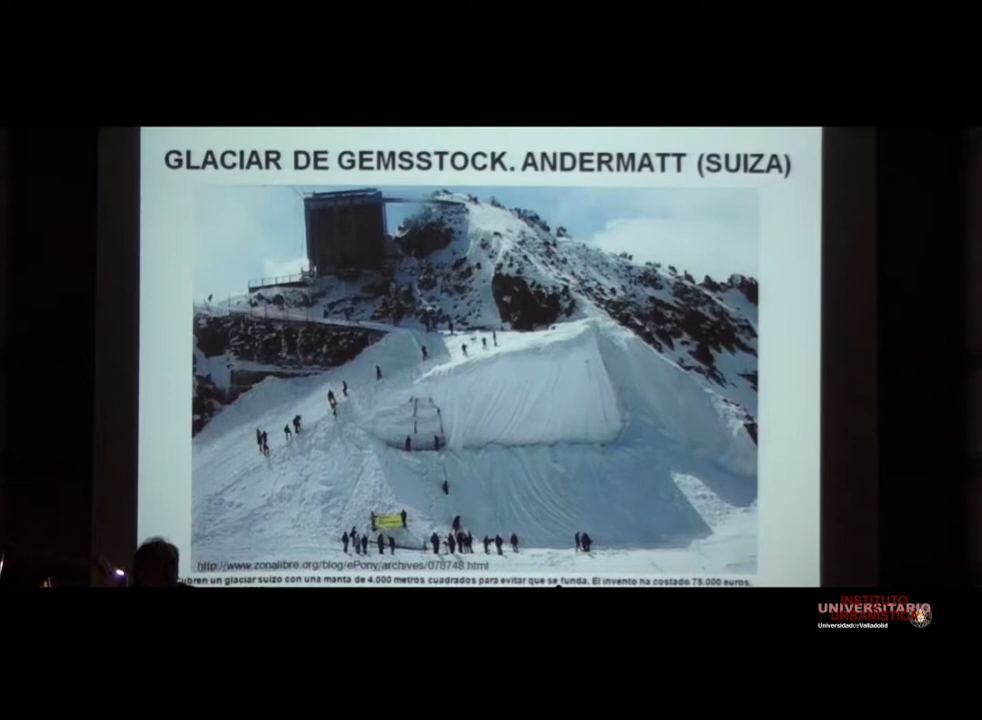 GLACIAR DE GEMSSTOCK. ANDERMATT (SUIZA)
http://www.zonalibre.org/blog/ePony/archives/078748.html
Cubren un glaciar suizo con una manta de 4.000 metros cuadrados para evitar que se funda. El invento ha costado 75.000 euros.
INSTITUTO
UNIVERSITARIO
URBANÍSTICA
UniversidaddeValladolid